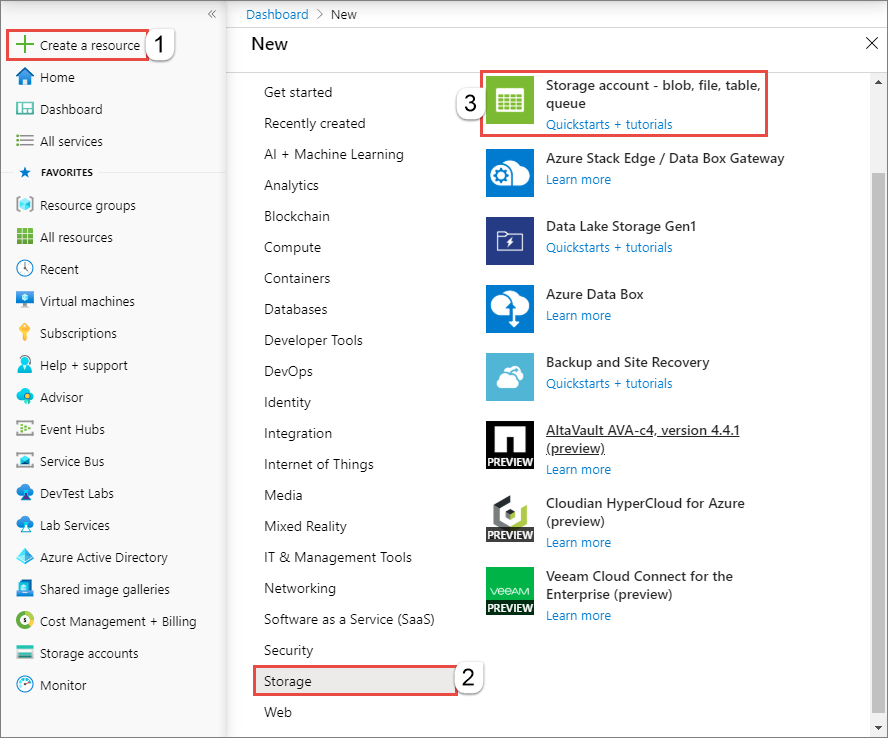 «
Create a resource
1
Home
Dashboard
All services
FAVORITES
Resource groups
All resources
Recent
Virtual machines
Subscriptions
Help + support
Advisor
Event Hubs
Service Bus
DevTest Labs
Lab Services
Azure Active Directory
Shared image galleries
Cost Management + Billing
Storage accounts
Monitor
Dashboard > New
New
Get started
Recently created
AI + Machine Learning
Analytics
Blockchain
Compute
Containers
Databases
Developer Tools
DevOps
Identity
Integration
Internet of Things
Media
Mixed Reality
IT & Management Tools
Networking
Software as a Service (SaaS)
Security
Storage
2
Web
3
Storage account - blob, file, table,
queue
Quickstarts + tutorials
Azure Stack Edge / Data Box Gateway
Learn more
Data Lake Storage Gen1
Quickstarts + tutorials
Azure Data Box
Learn more
Backup and Site Recovery
Quickstarts + tutorials
PREVIEW
AltaVault AVA-c4, version 4.4.1
(preview)
Learn more
PREVIEW
Cloudian HyperCloud for Azure
(preview)
Learn more
veeam
PREVIEW
Veeam Cloud Connect for the
Enterprise (preview)
Learn more